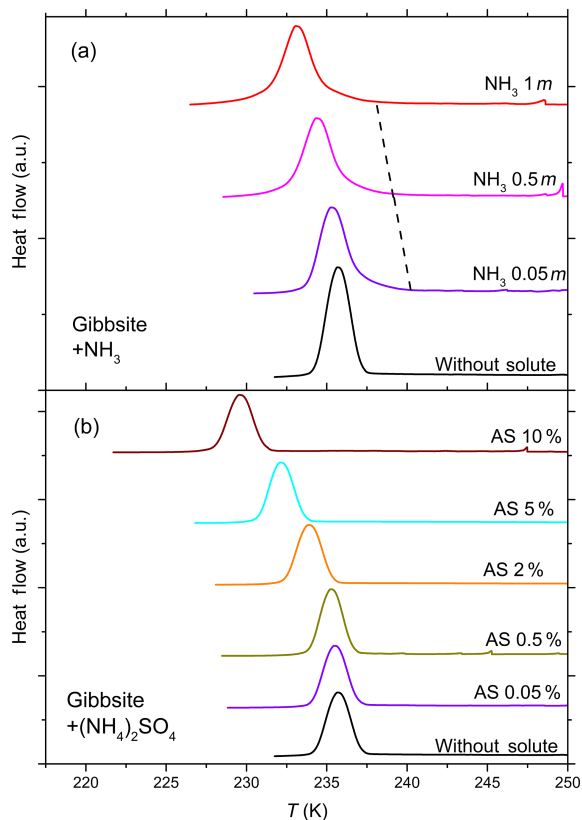 (a)
NH₃ 1 m
NH₃ 0.5 m
NH₃ 0.05 m
Without solute
Gibbsite
+NH₃
Heat flow (a.u.)
(b)
AS 10 %
AS 5 %
AS 2 %
AS 0.5 %
AS 0.05 %
Without solute
Gibbsite
+(NH₄)₂SO₄
Heat flow (a.u.)
220 225 230 235 240 245 250
T (K)